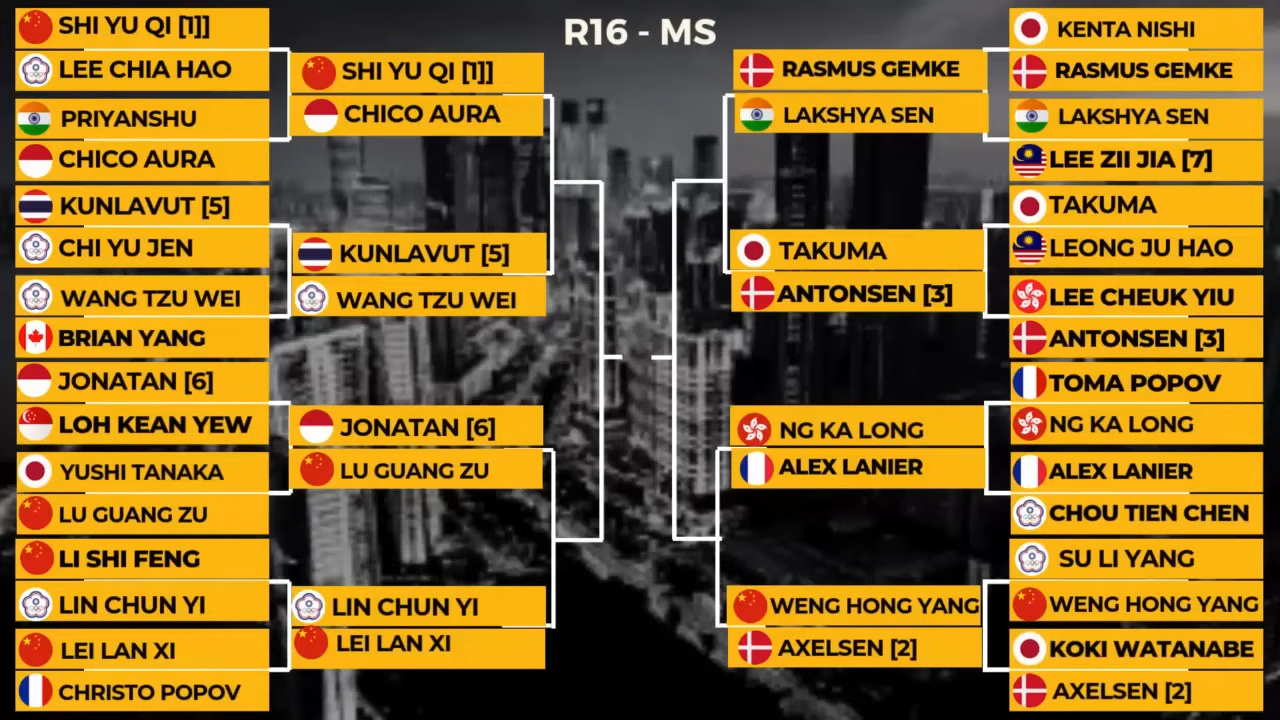 R16 - MS
SHI YU QI [1]]
LEE CHIA HAO
PRIYANSHU
CHICO AURA
KUNLAVUT [5]
CHI YU JEN
WANG TZU WEI
BRIAN YANG
JONATAN [6]
LOH KEAN YEW
YUSHI TANAKA
LU GUANG ZU
LI SHI FENG
LIN CHUN YI
LEI LAN XI
CHRISTO POPOV
SHI YU QI [1]]
CHICO AURA
KUNLAVUT [5]
WANG TZU WEI
JONATAN [6]
LU GUANG ZU
LIN CHUN YI
LEI LAN XI
RASMUS GEMKE
LAKSHYA SEN
TAKUMA
ANTONSEN [3]
NG KA LONG
ALEX LANIER
WENG HONG YANG
AXELSEN [2]
KENTA NISHI
RASMUS GEMKE
LAKSHYA SEN
LEE ZII JIA [7]
TAKUMA
LEONG JU HAO
LEE CHEUK YIU
ANTONSEN [3]
TOMA POPOV
NG KA LONG
ALEX LANIER
CHOU TIEN CHEN
SU LI YANG
WENG HONG YANG
KOKI WATANABE
AXELSEN [2]